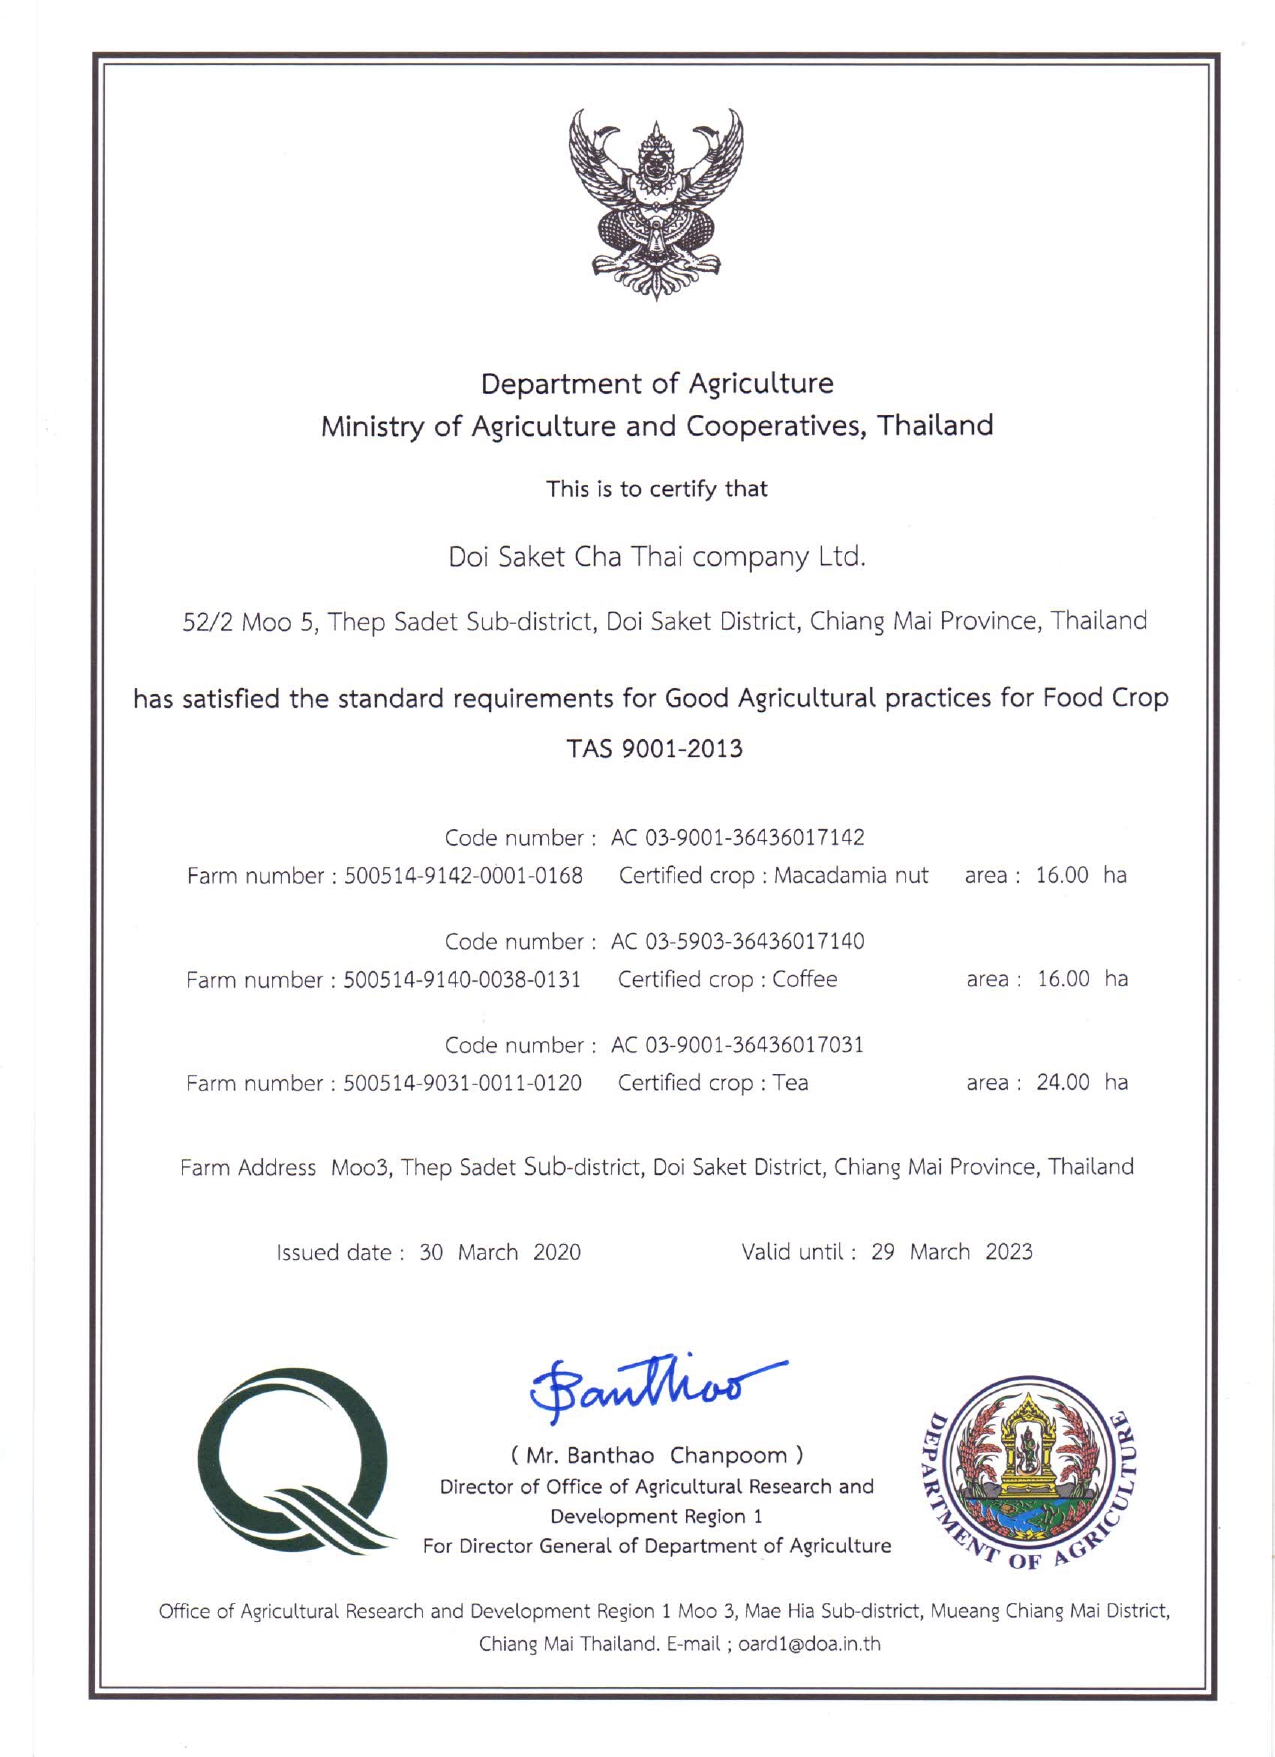 Department of Agriculture
Ministry of Agriculture and Cooperatives, Thailand
This is to certify that
Doi Saket Cha Thai company Ltd.
52/2 Moo 5, Thep Sadet Sub-district, Doi Saket District, Chiang Mai Province, Thailand
has satisfied the standard requirements for Good Agricultural practices for Food Crop
TAS 9001-2013
Code number : AC 03-9001-36436017142
Farm number : 500514-9142-0001-0168 Certified crop : Macadamia nut area : 16.00 ha
Code number : AC 03-5903-36436017140
Farm number : 500514-9140-0038-0131 Certified crop : Coffee area : 16.00 ha
Code number : AC 03-9001-36436017031
Farm number : 500514-9031-0011-0120 Certified crop : Tea area : 24.00 ha
Farm Address Moo3, Thep Sadet Sub-district, Doi Saket District, Chiang Mai Province, Thailand
Issued date : 30 March 2020 Valid until : 29 March 2023
Banthao
( Mr. Banthao Chanpoom )
Director of Office of Agricultural Research and
Development Region 1
For Director General of Department of Agriculture
DEPARTMENT OF AGRICULTURE
Office of Agricultural Research and Development Region 1 Moo 3, Mae Hia Sub-district, Mueang Chiang Mai District,
Chiang Mai Thailand. E-mail ; oard1@doa.in.th